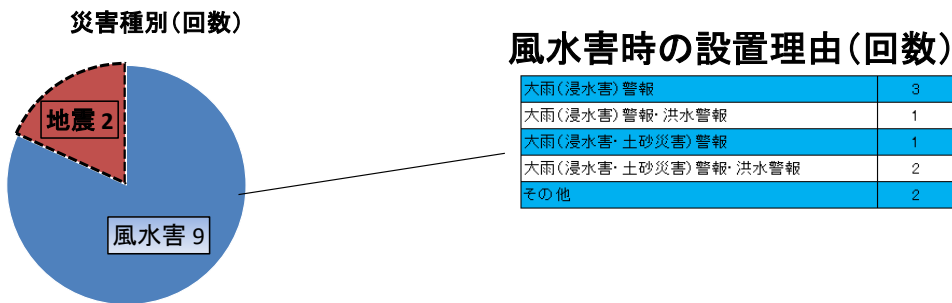 災害種別(回数)
地震 2
風水害 9
風水害時の設置理由(回数)
大雨(浸水害)警報 3
大雨(浸水害)警報・洪水警報 1
大雨(浸水害・土砂災害)警報 1
大雨(浸水害・土砂災害)警報・洪水警報 2
その他 2